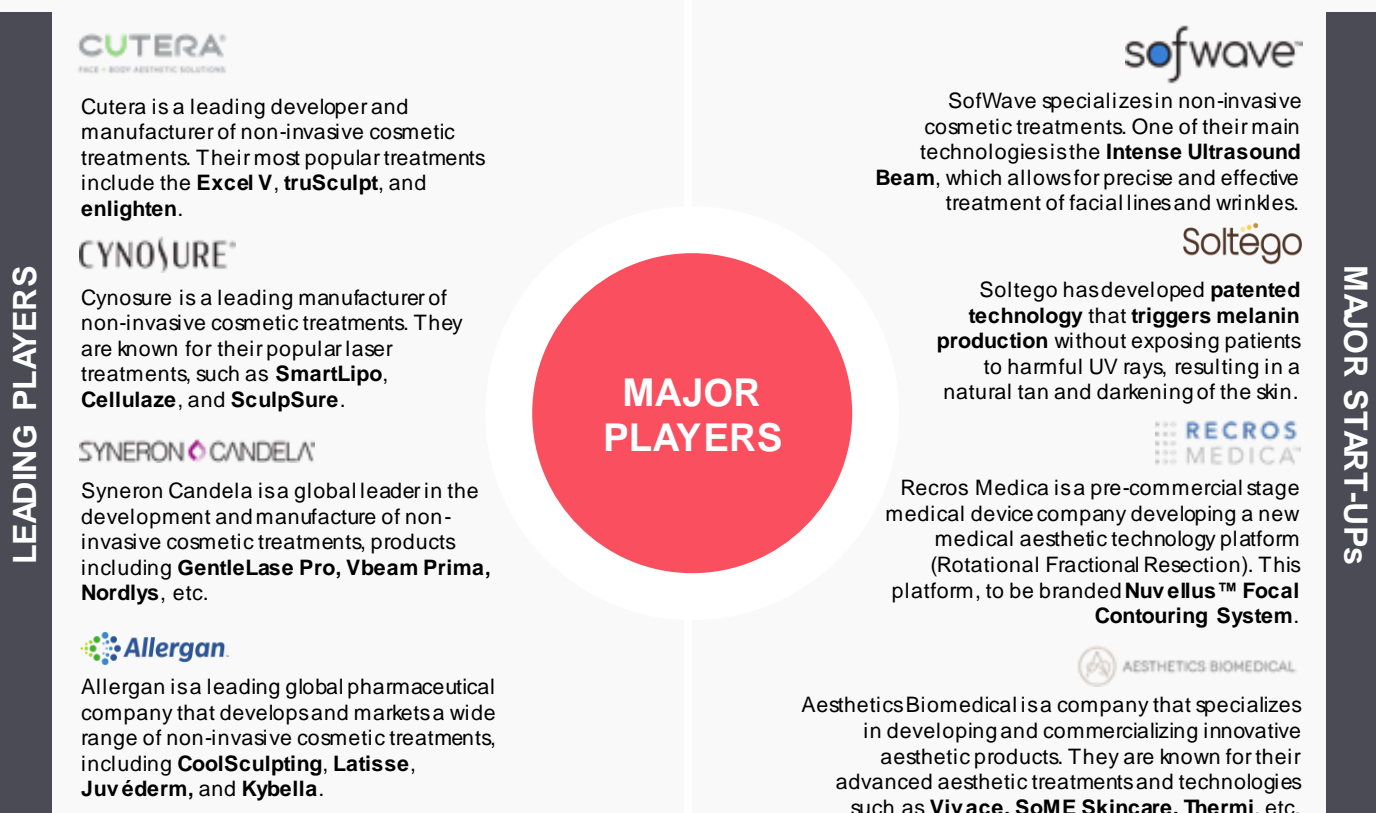 LEADING PLAYERS
CUTERA®
FACE + BODY AESTHETIC SOLUTIONS
Cutera is a leading developer and
manufacturer of non-invasive cosmetic
treatments. Their most popular treatments
include the Excel V, truSculpt, and
enlighten.
CYNOSURE®
Cynosure is a leading manufacturer of
non-invasive cosmetic treatments. They
are known for their popular laser
treatments, such as SmartLipo,
Cellulaze, and SculpSure.
SYNERON CANDELA®
Syneron Candela is a global leader in the
development and manufacture of non-
invasive cosmetic treatments, products
including GentleLase Pro, Vbeam Prima,
Nordlys, etc.
Allergan
Allergan is a leading global pharmaceutical
company that develops and markets a wide
range of non-invasive cosmetic treatments,
including CoolSculpting, Latisse,
Juvéderm, and Kybella.
MAJOR
PLAYERS
sofwave™
SofWave specializes in non-invasive
cosmetic treatments. One of their main
technologies is the Intense Ultrasound
Beam, which allows for precise and effective
treatment of facial lines and wrinkles.
Soltëgo
Soltego has developed patented
technology that triggers melanin
production without exposing patients
to harmful UV rays, resulting in a
natural tan and darkening of the skin.
RECROS
MEDICA™
Recros Medica is a pre-commercial stage
medical device company developing a new
medical aesthetic technology platform
(Rotational Fractional Resection). This
platform, to be branded Nuvellus™ Focal
Contouring System.
AESTHETICS BIOMEDICAL
Aesthetics Biomedical is a company that specializes
in developing and commercializing innovative
aesthetic products. They are known for their
advanced aesthetic treatments and technologies
such as Vivace, SoME Skincare, Thermi, etc.
MAJOR START-UPs